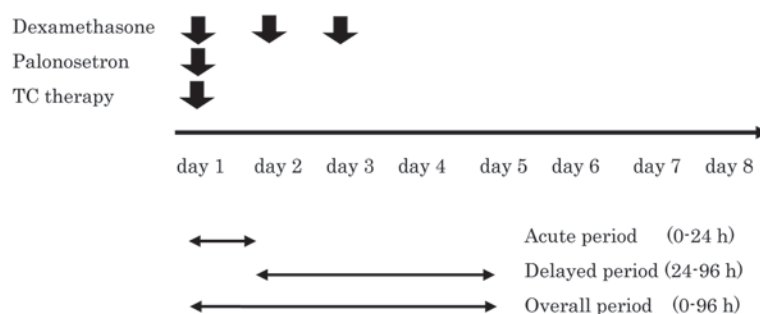 Dexamethasone
Palonosetron
TC therapy
day 1 day 2 day 3 day 4 day 5 day 6 day 7 day 8
Acute period (0-24 h)
Delayed period (24-96 h)
Overall period (0-96 h)